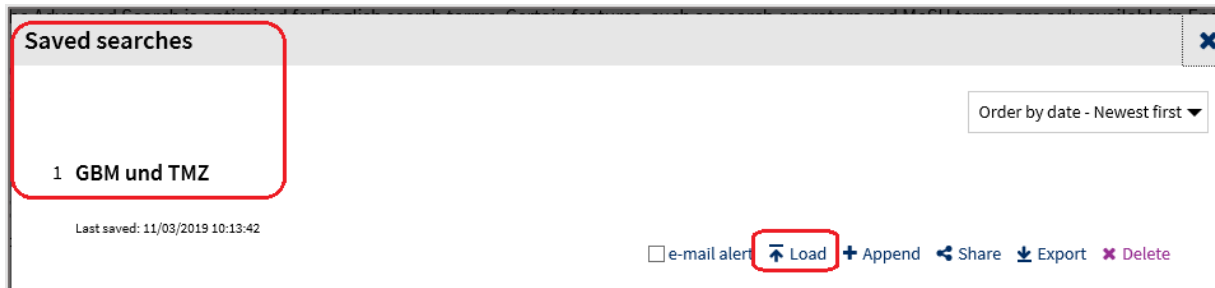 Saved searches
Order by date - Newest first
1 GBM und TMZ
Last saved: 11/03/2019 10:13:42
e-mail alert Load Append Share Export Delete